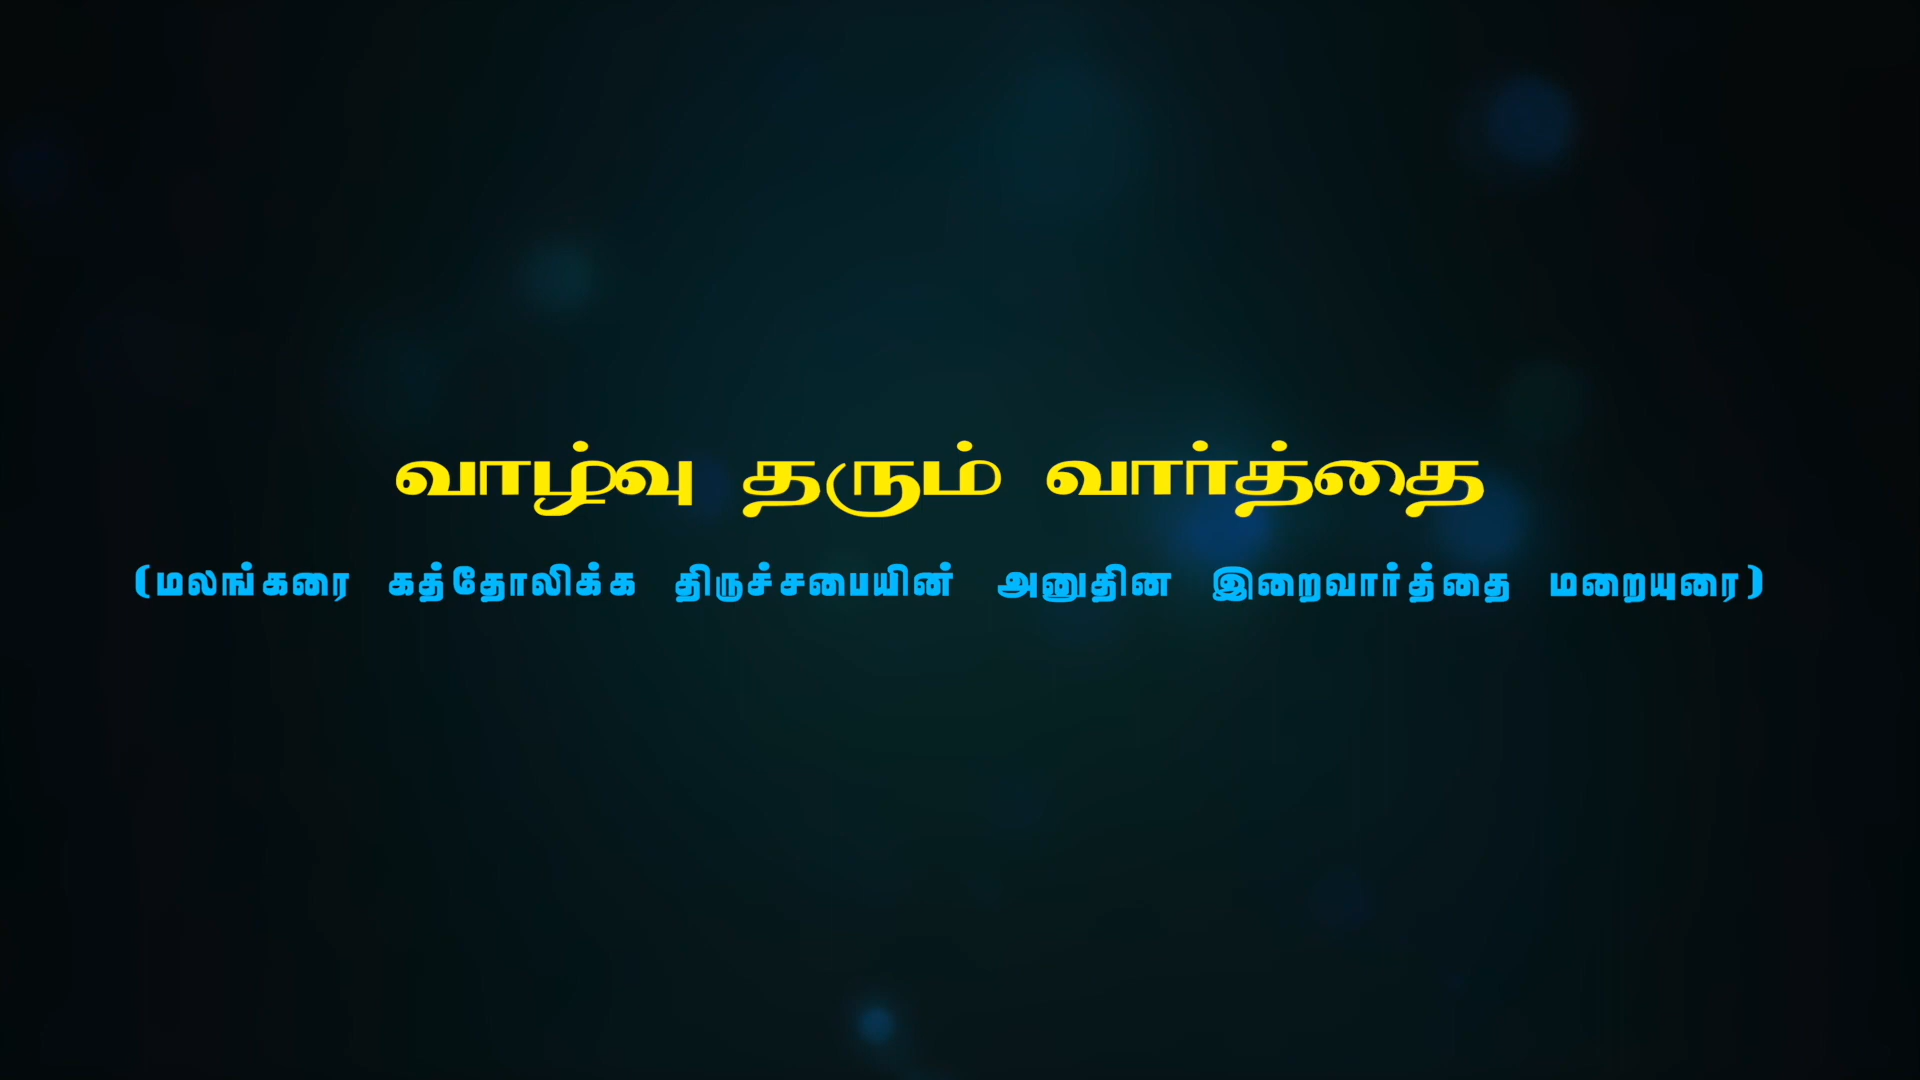 வாழ்வு தரும் வார்த்தை
(மலங்கரை கத்தோலிக்க திருச்சபையின் அனுதின இறைவார்த்தை மறையுரை)